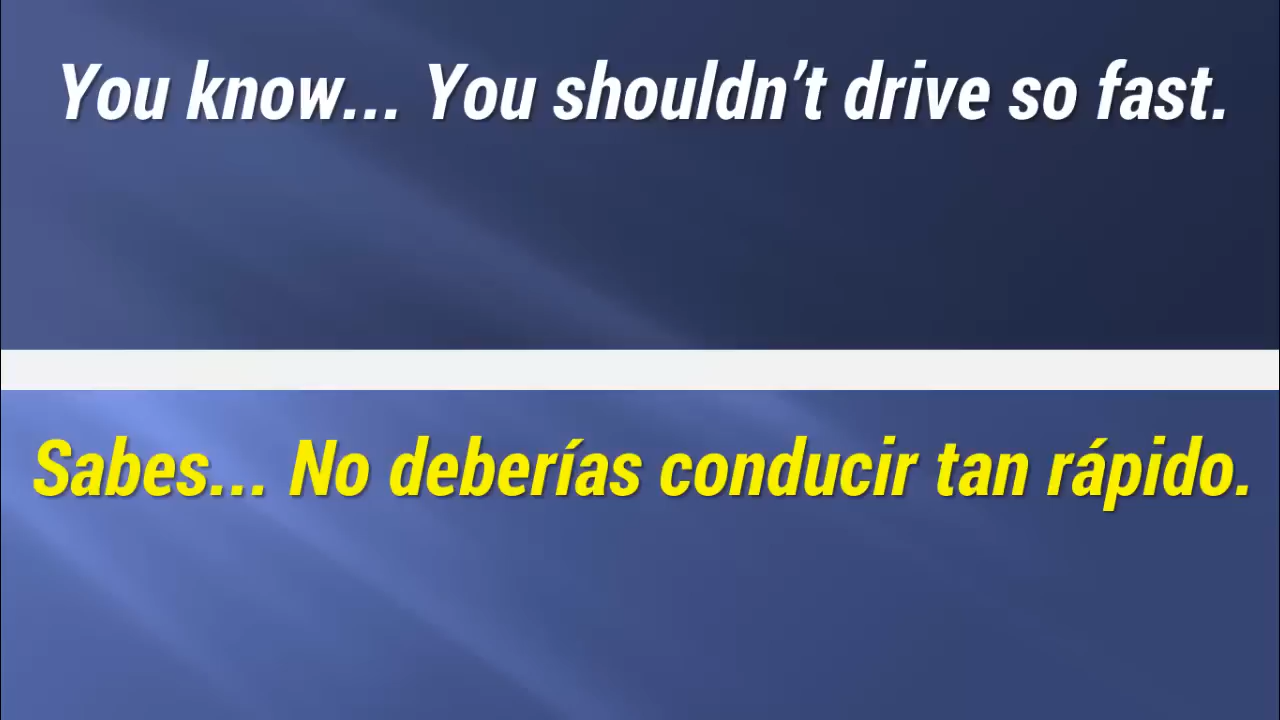 You know... You shouldn’t drive so fast.
Sabes... No deberías conducir tan rápido.